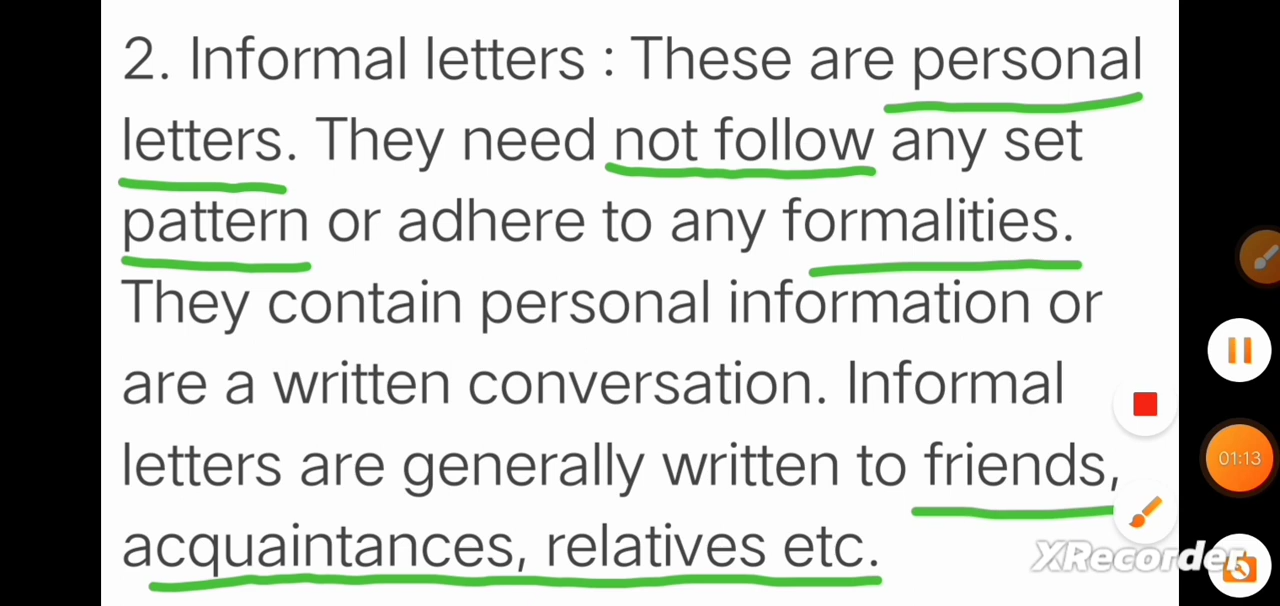 2. Informal letters : These are personal
letters. They need not follow any set
pattern or adhere to any formalities.
They contain personal information or
are a written conversation. Informal
letters are generally written to friends,
acquaintances, relatives etc.
01:13
XRecorder